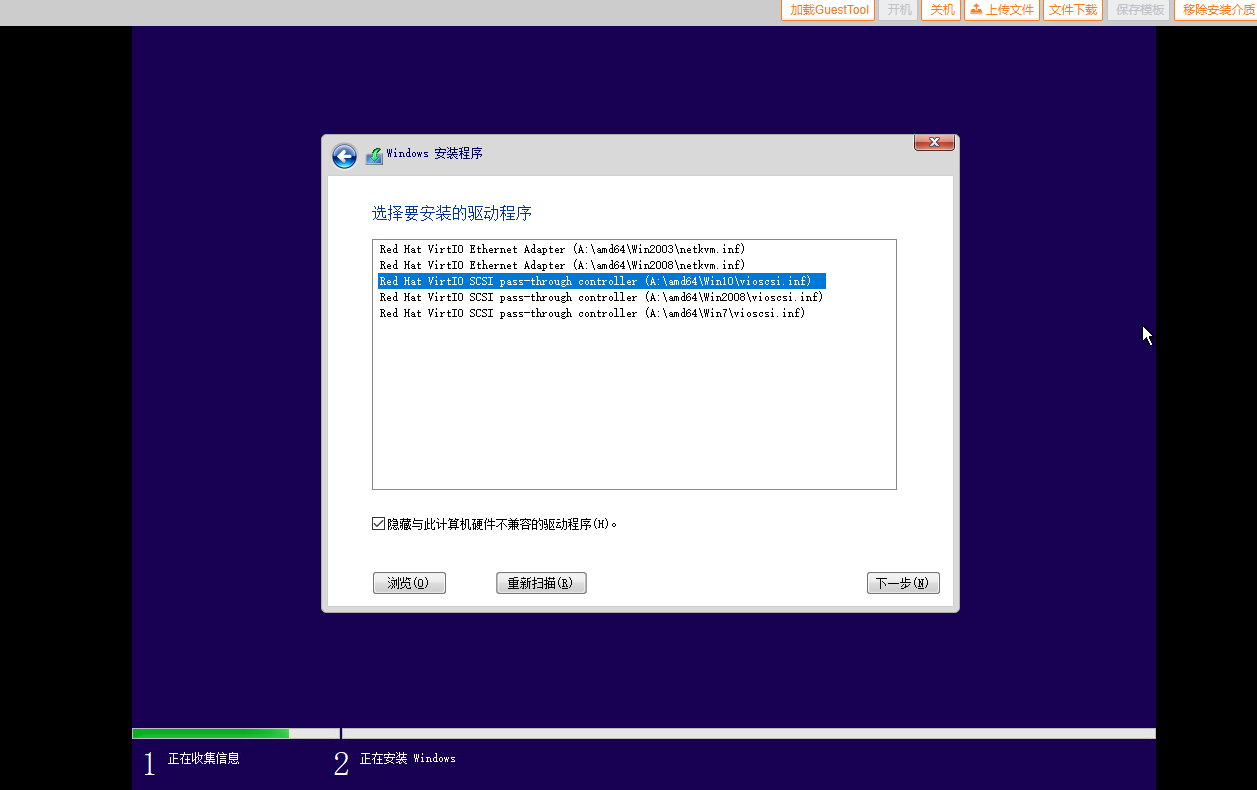 加载GuestTool 开机 关机 上传文件 文件下载 保存模板 移除安装介质
Windows 安装程序
选择要安装的驱动程序
Red Hat VirtIO Ethernet Adapter (A:\amd64\Win2003\netkvm.inf)
Red Hat VirtIO Ethernet Adapter (A:\amd64\Win2008\netkvm.inf)
Red Hat VirtIO SCSI pass-through controller (A:\amd64\Win10\vioscsi.inf)
Red Hat VirtIO SCSI pass-through controller (A:\amd64\Win2008\vioscsi.inf)
Red Hat VirtIO SCSI pass-through controller (A:\amd64\Win7\vioscsi.inf)
隐藏与此计算机硬件不兼容的驱动程序(H)。
浏览(O) 重新扫描(R) 下一步(N)
1 正在收集信息 2 正在安装 Windows